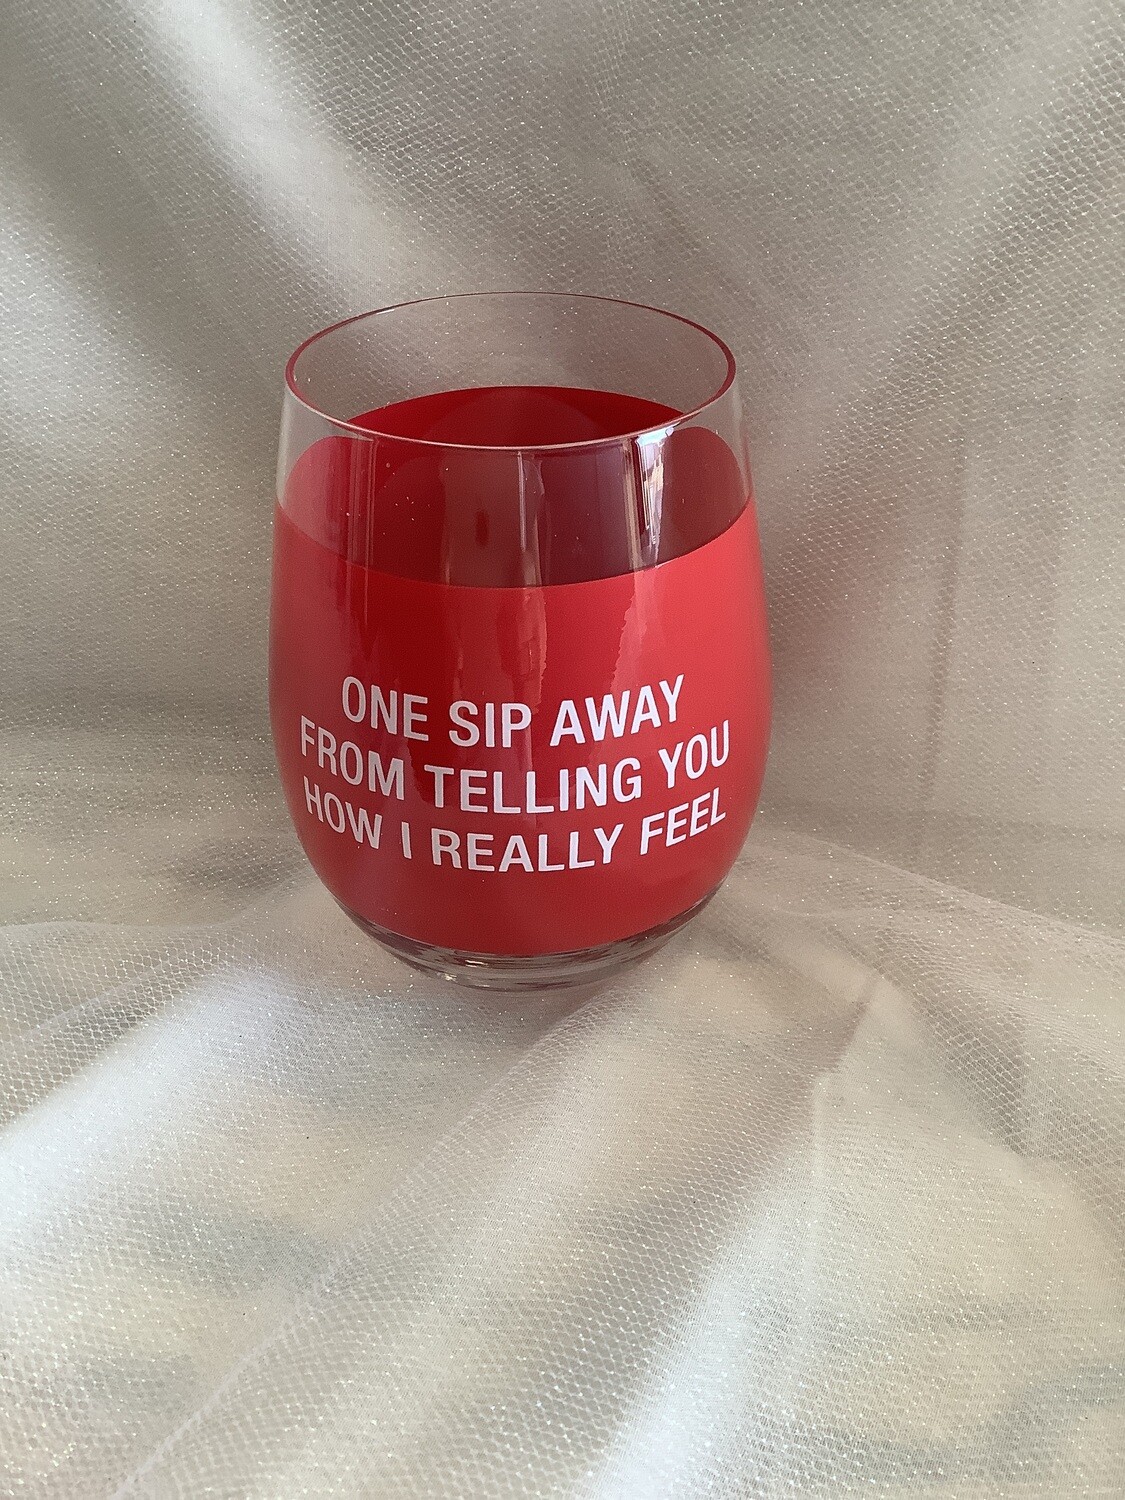 ONE SIP AWAY
FROM TELLING YOU
HOW I REALLY FEEL